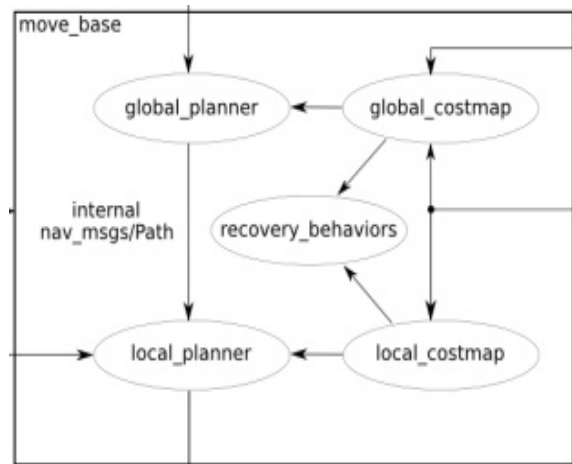 move_base
global_planner
global_costmap
internal
nav_msgs/Path
recovery_behaviors
local_planner
local_costmap